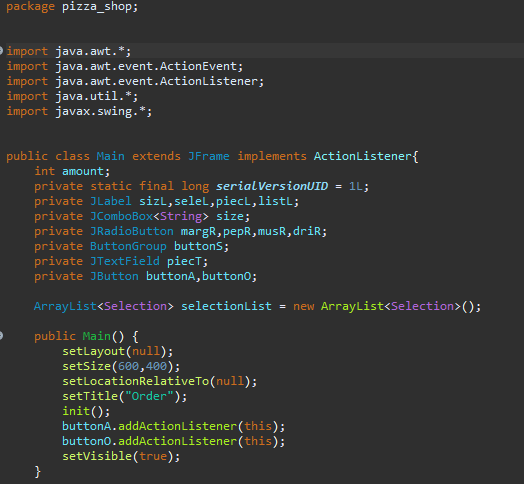 package pizza_shop;
import java.awt.*;
import java.awt.event.ActionEvent;
import java.awt.event.ActionListener;
import java.util.*;
import javax.swing.*;
public class Main extends JFrame implements ActionListener{
int amount;
private static final long serialVersionUID = 1L;
private JLabel sizL,seleL,piecL,listL;
private JComboBox<String> size;
private JRadioButton margR,pepR,musR,driR;
private ButtonGroup buttonS;
private JTextField piecT;
private JButton buttonA,buttonO;
ArrayList<Selection> selectionList = new ArrayList<Selection>();
public Main() {
setLayout(null);
setSize(600,400);
setLocationRelativeTo(null);
setTitle("Order");
init();
buttonA.addActionListener(this);
buttonO.addActionListener(this);
setVisible(true);
}